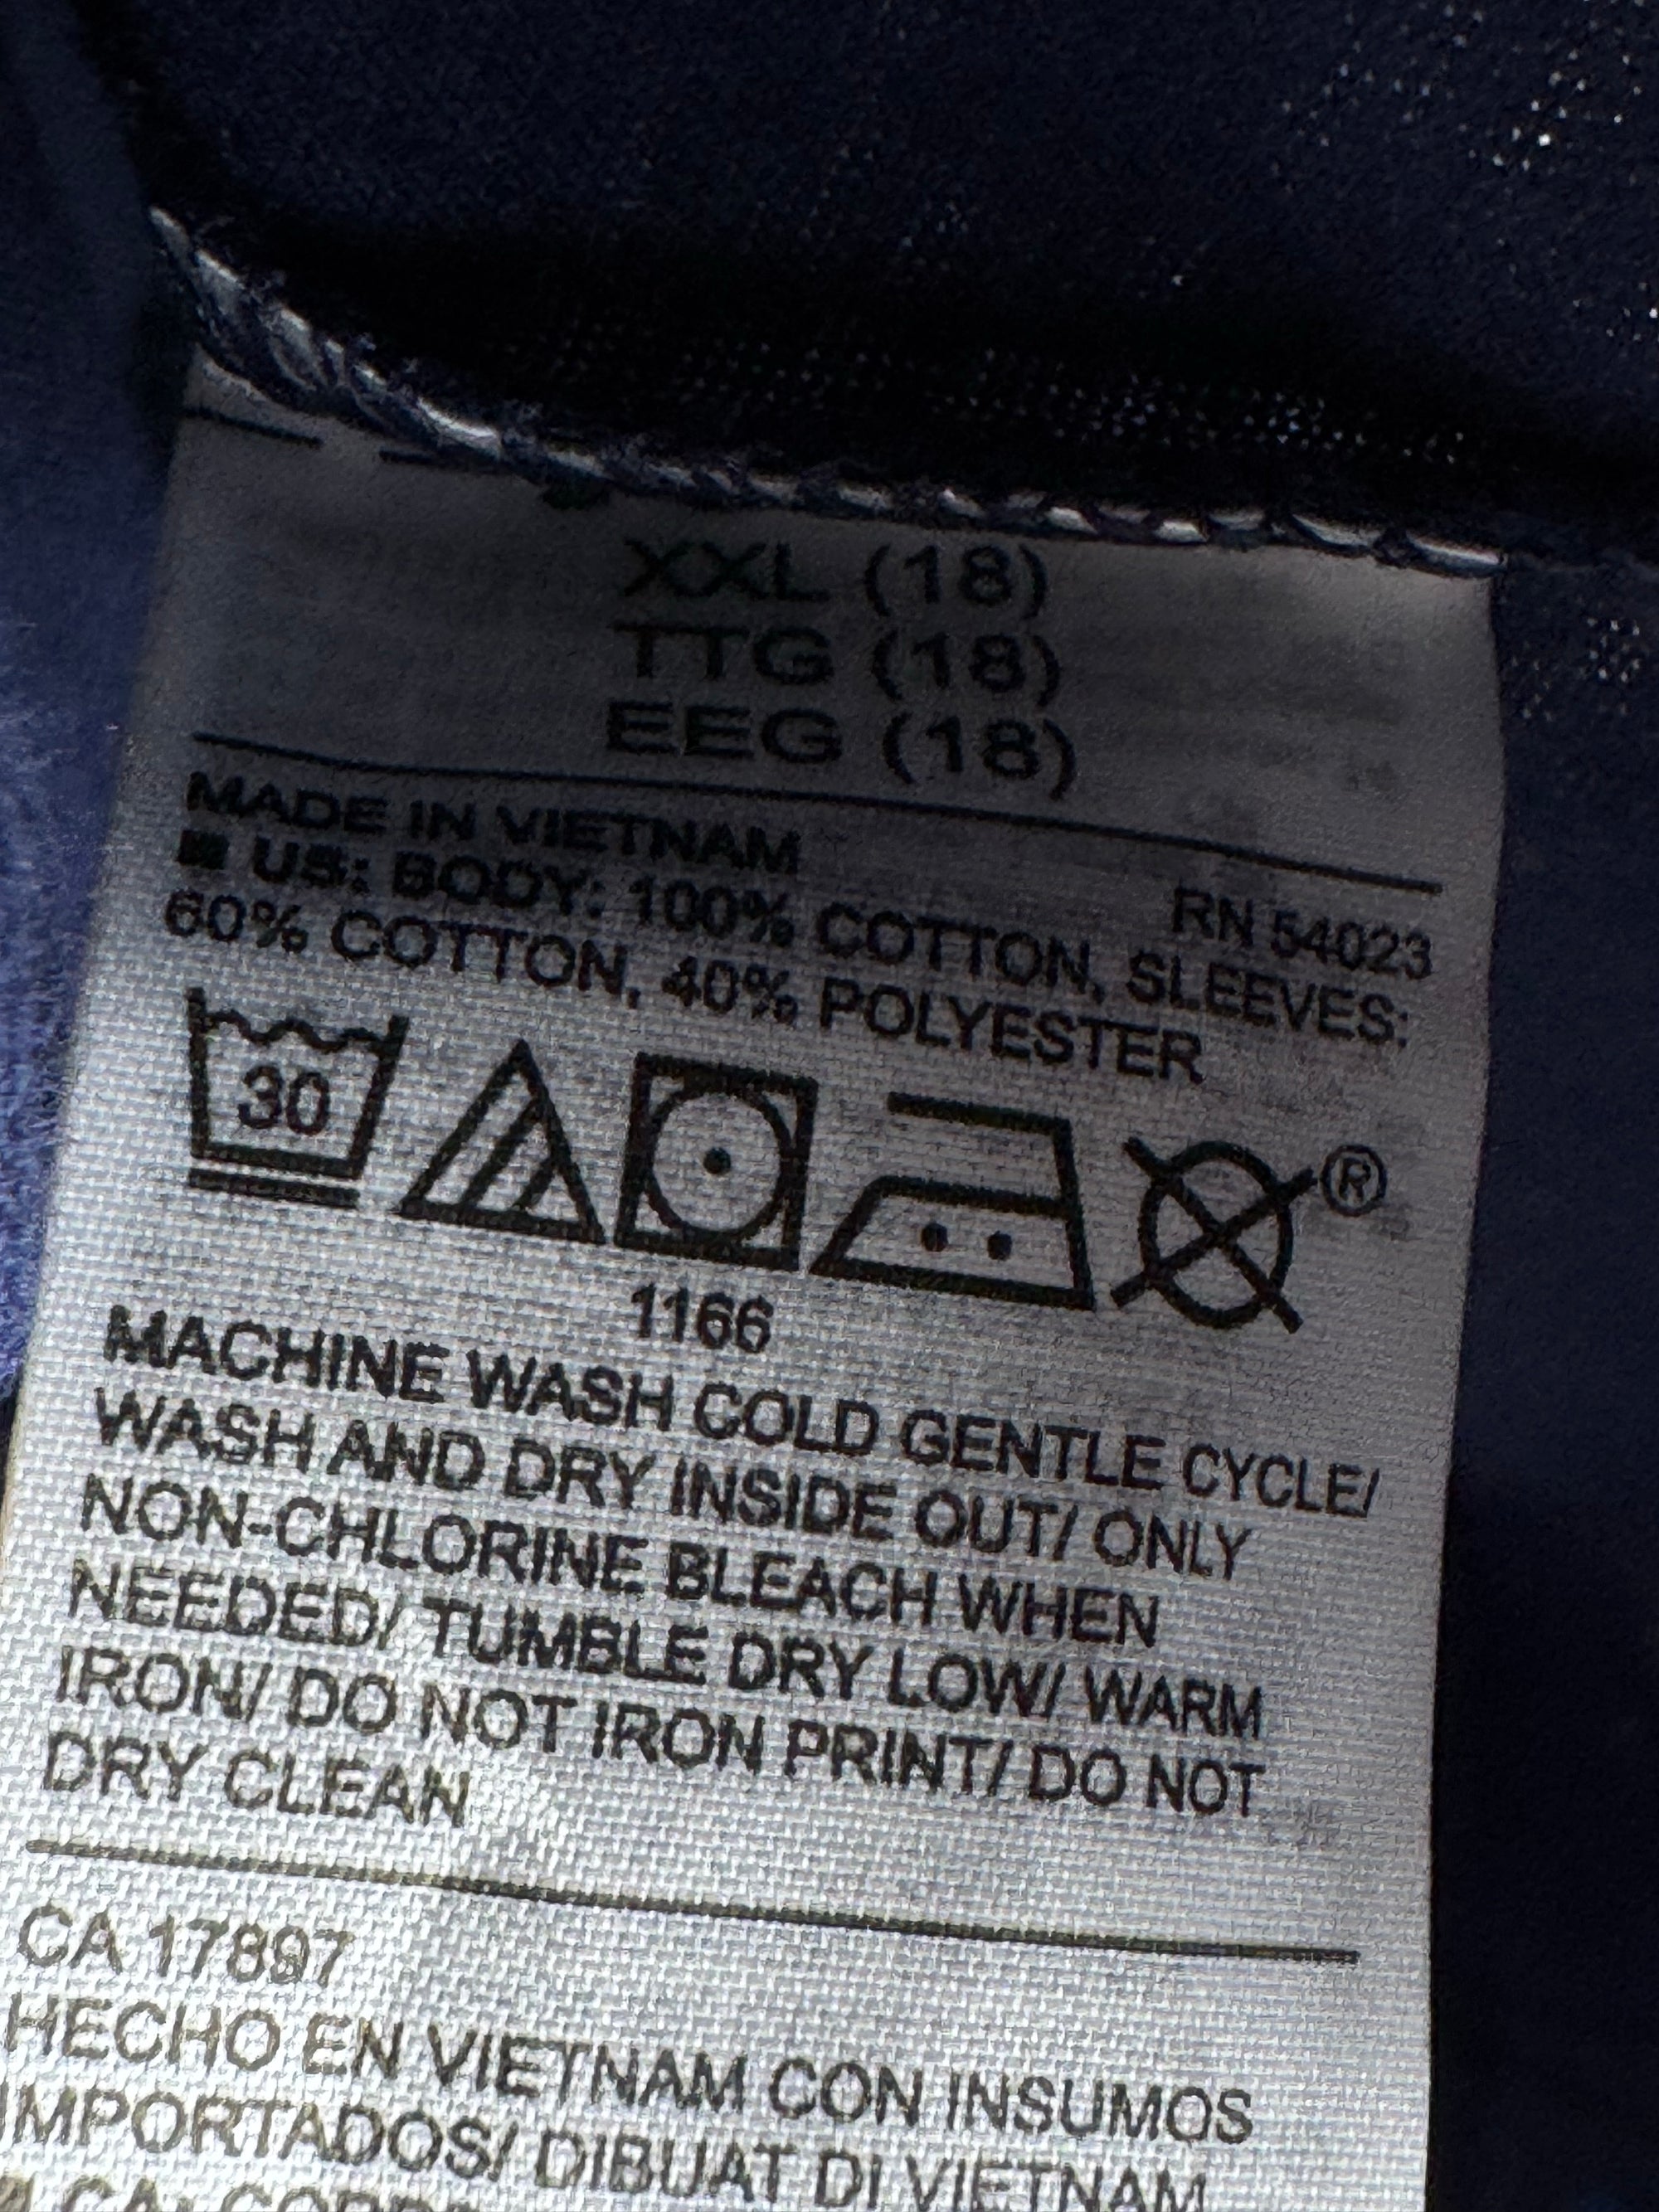 XXL (18)
TTG (18)
EEG (18)
MADE IN VIETNAM
RN 54023
US: BODY: 100% COTTON, SLEEVES:
60% COTTON, 40% POLYESTER
30
®
1166
MACHINE WASH COLD GENTLE CYCLE/
WASH AND DRY INSIDE OUT/ ONLY
NON-CHLORINE BLEACH WHEN
NEEDED/ TUMBLE DRY LOW/ WARM
IRON/ DO NOT IRON PRINT/ DO NOT
DRY CLEAN
CA 17897
HECHO EN VIETNAM CON INSUMOS
IMPORTADOS/ DIBUAT DI VIETNAM